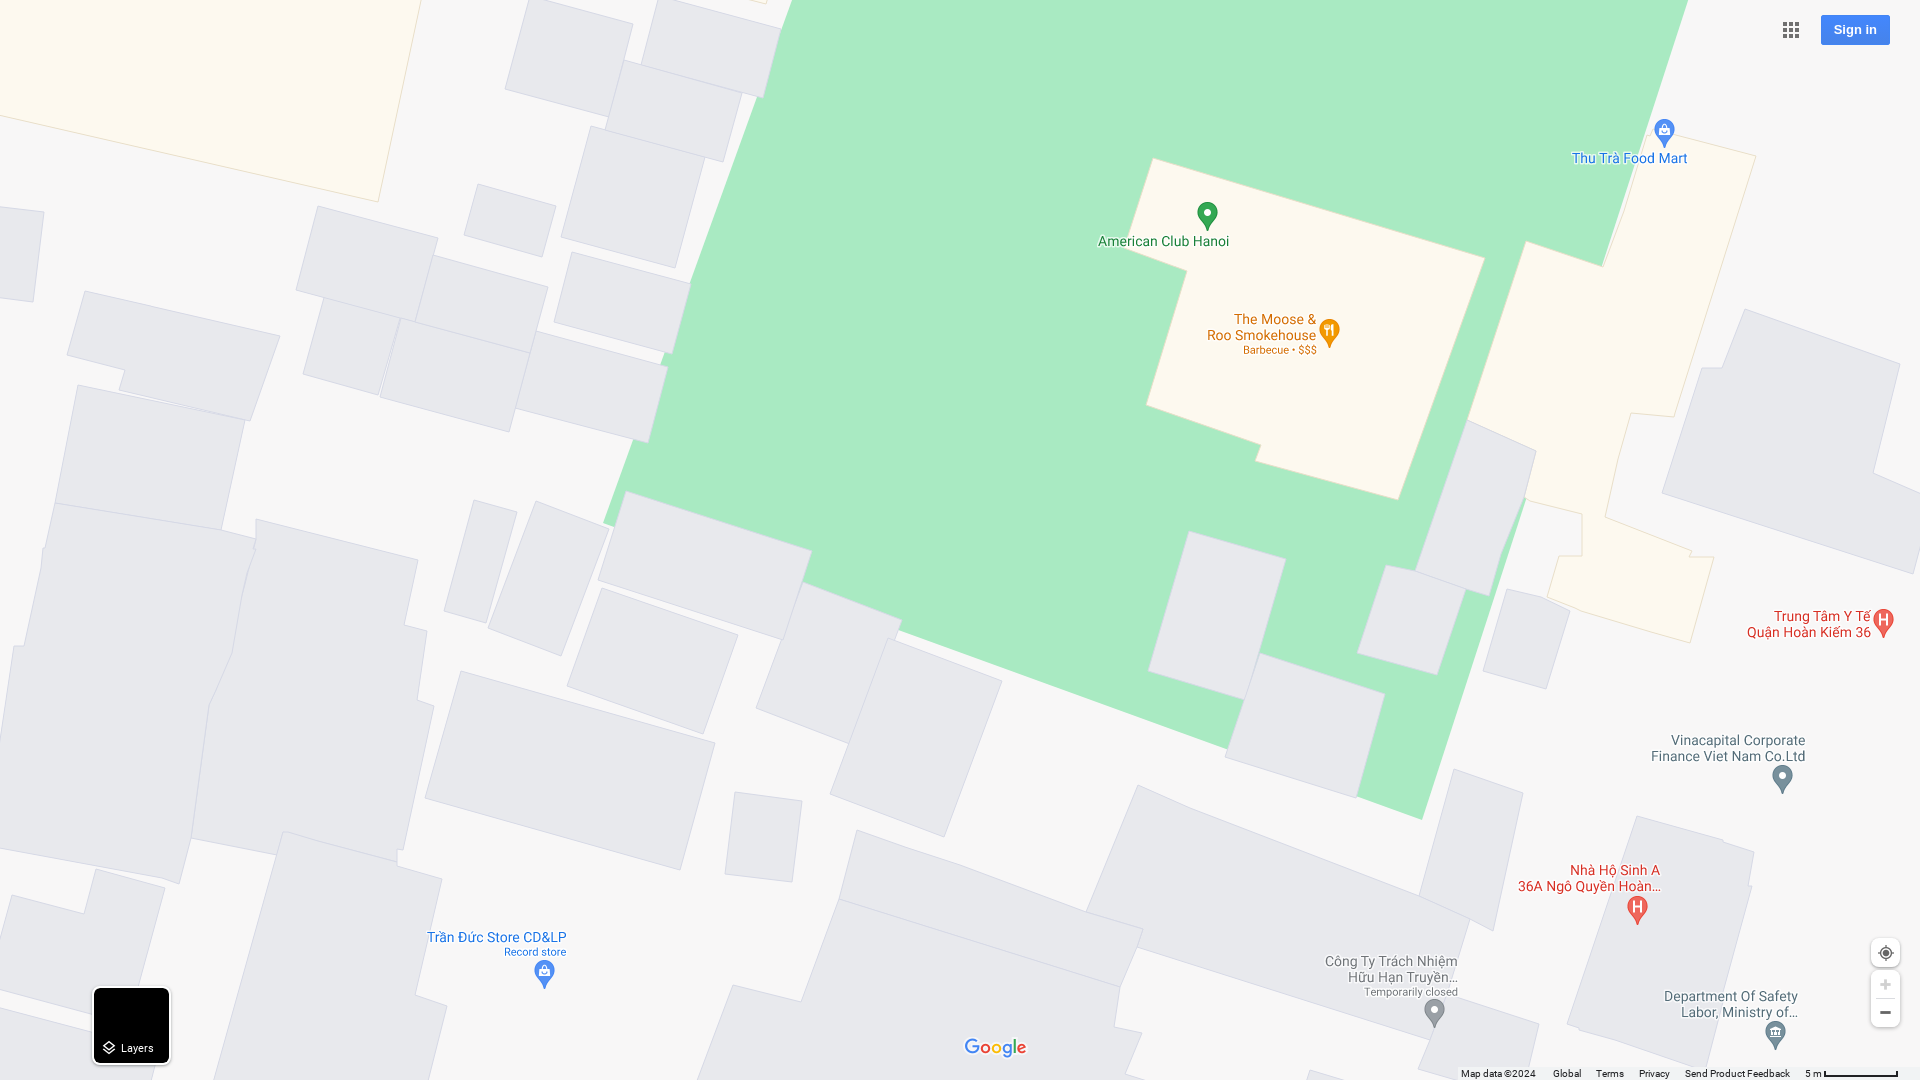 Sign in
Thu Trà Food Mart
American Club Hanoi
The Moose &
Roo Smokehouse
Barbecue • $$$
Trung Tâm Y Tế
Quận Hoàn Kiếm 36
Vinacapital Corporate
Finance Viet Nam Co.Ltd
Nhà Hộ Sinh A
36A Ngô Quyền Hoàn...
Trần Đức Store CD&LP
Record store
Công Ty Trách Nhiệm
Hữu Hạn Truyền...
Temporarily closed
Department Of Safety
Labor, Ministry of...
Layers
Google
Map data ©2024 Global Terms Privacy Send Product Feedback 5 m